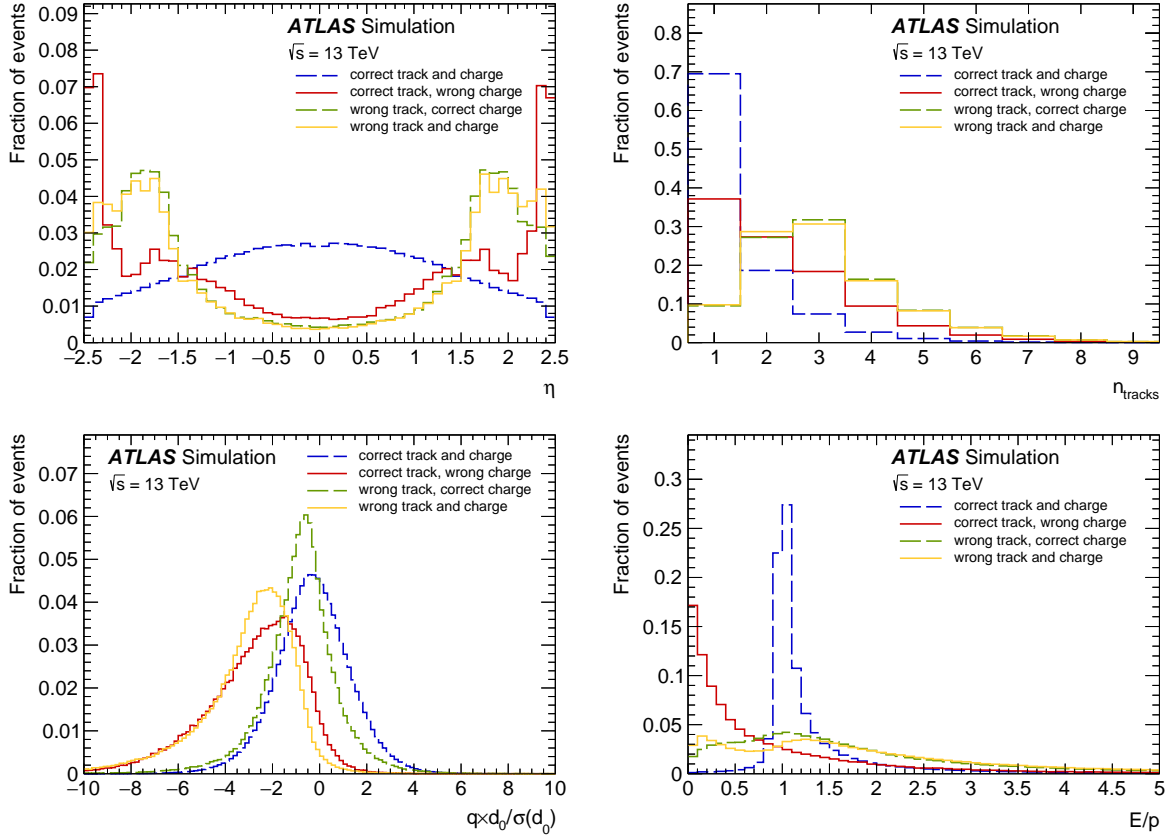 ATLAS Simulation
√s = 13 TeV
correct track and charge
correct track, wrong charge
wrong track, correct charge
wrong track and charge
Fraction of events
0.09
0.08
0.07
0.06
0.05
0.04
0.03
0.02
0.01
0
−2.5 −2 −1.5 −1 −0.5 0 0.5 1 1.5 2 2.5
η
ATLAS Simulation
√s = 13 TeV
correct track and charge
correct track, wrong charge
wrong track, correct charge
wrong track and charge
Fraction of events
0.8
0.7
0.6
0.5
0.4
0.3
0.2
0.1
0
1 2 3 4 5 6 7 8 9
n_tracks
ATLAS Simulation
√s = 13 TeV
correct track and charge
correct track, wrong charge
wrong track, correct charge
wrong track and charge
Fraction of events
0.07
0.06
0.05
0.04
0.03
0.02
0.01
0
−10 −8 −6 −4 −2 0 2 4 6 8 10
q×d₀/σ(d₀)
ATLAS Simulation
√s = 13 TeV
correct track and charge
correct track, wrong charge
wrong track, correct charge
wrong track and charge
Fraction of events
0.3
0.25
0.2
0.15
0.1
0.05
0
0 0.5 1 1.5 2 2.5 3 3.5 4 4.5 5
E/p